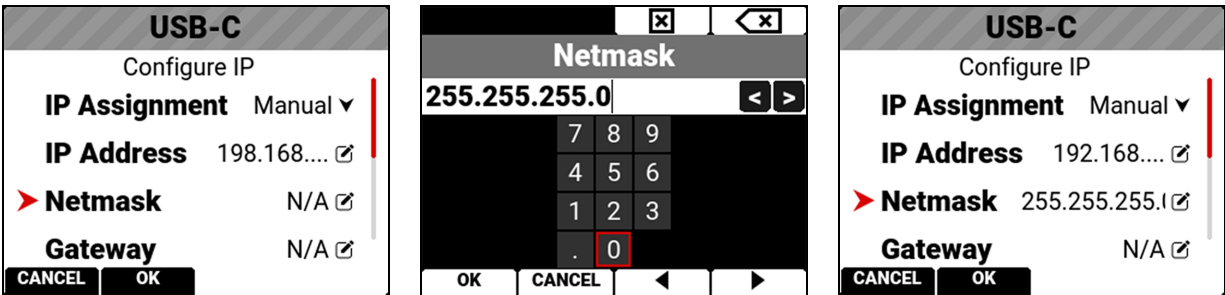 USB-C
Configure IP
IP Assignment Manual
IP Address 198.168....
Netmask N/A
Gateway N/A
CANCEL OK
Netmask
255.255.255.0 < >
7 8 9
4 5 6
1 2 3
. 0
OK CANCEL
USB-C
Configure IP
IP Assignment Manual
IP Address 192.168....
Netmask 255.255.255.
Gateway N/A
CANCEL OK